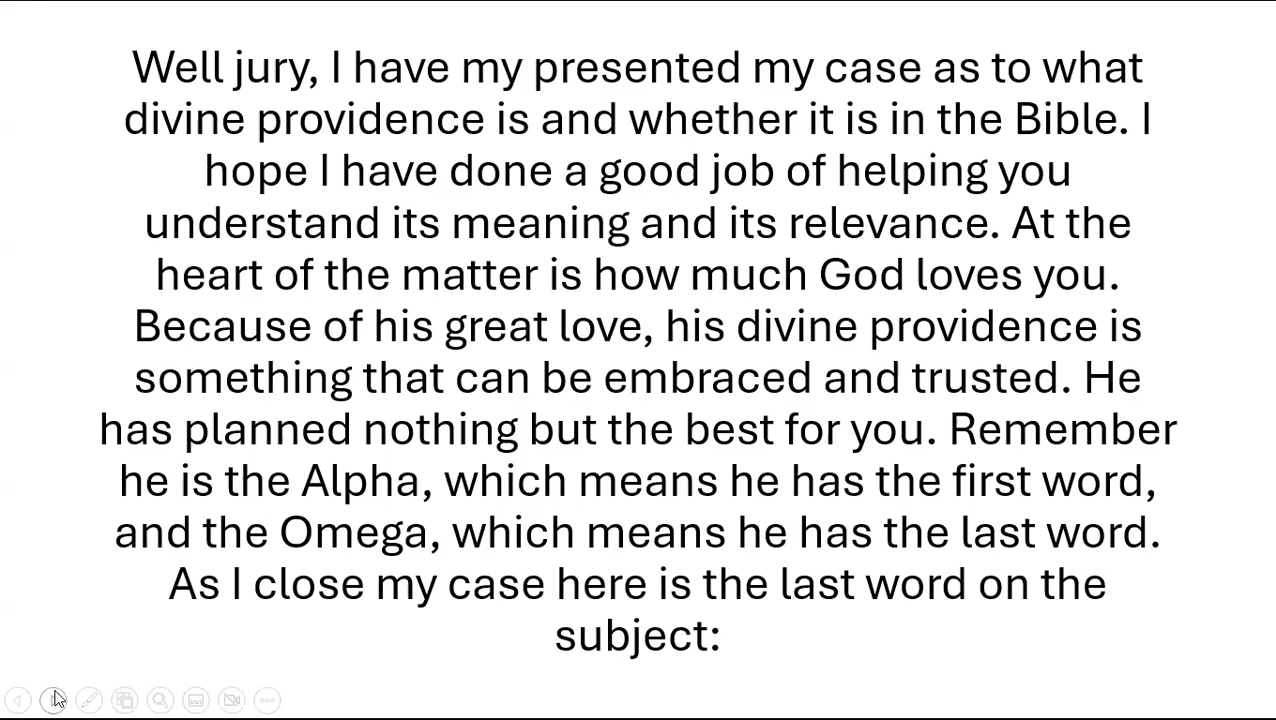 Well jury, I have my presented my case as to what
divine providence is and whether it is in the Bible. I
hope I have done a good job of helping you
understand its meaning and its relevance. At the
heart of the matter is how much God loves you.
Because of his great love, his divine providence is
something that can be embraced and trusted. He
has planned nothing but the best for you. Remember
he is the Alpha, which means he has the first word,
and the Omega, which means he has the last word.
As I close my case here is the last word on the
subject: